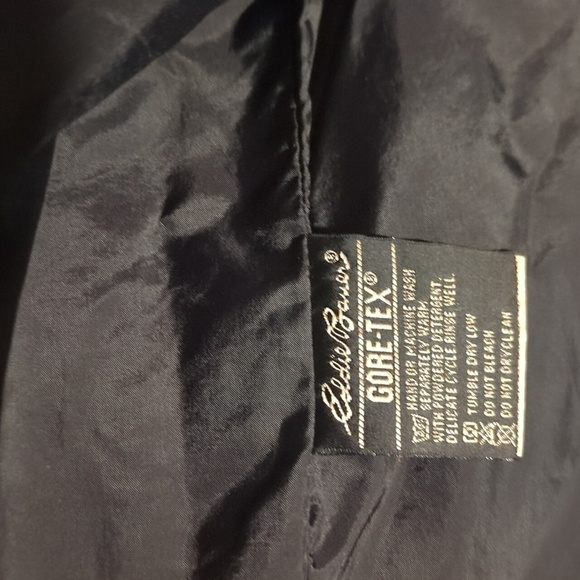 Eddie Bauer®
GORE-TEX®
HAND OR MACHINE WASH
SEPARATELY WARM
WITH POWDERED DETERGENT.
DELICATE CYCLE RINSE WELL.
TUMBLE DRY LOW
DO NOT BLEACH
DO NOT DRYCLEAN